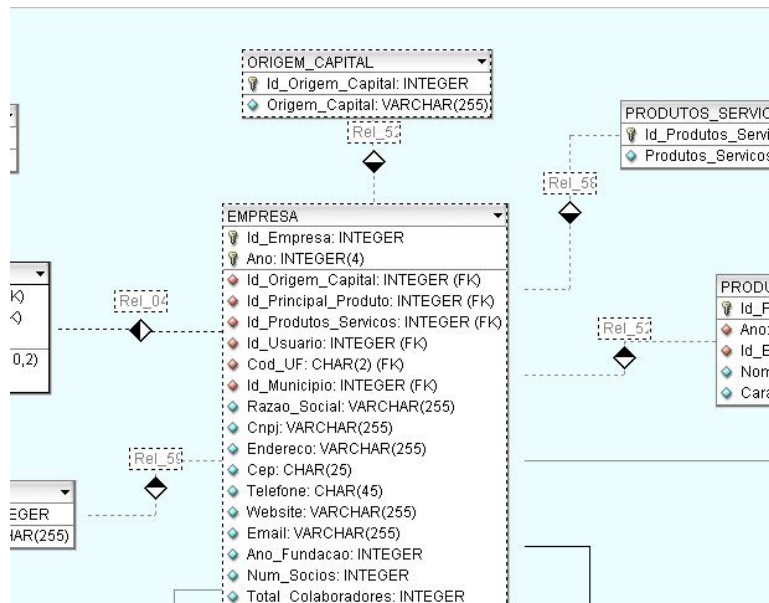 ORIGEM_CAPITAL
Id_Origem_Capital: INTEGER
Origem_Capital: VARCHAR(255)
Rel_52
PRODUTOS_SERVIC
Id_Produtos_Servi
Produtos_Servicos
Rel_58
EMPRESA
Id_Empresa: INTEGER
Ano: INTEGER(4)
Id_Origem_Capital: INTEGER (FK)
Id_Principal_Produto: INTEGER (FK)
Id_Produtos_Servicos: INTEGER (FK)
Id_Usuario: INTEGER (FK)
Cod_UF: CHAR(2) (FK)
Id_Municipio: INTEGER (FK)
Razao_Social: VARCHAR(255)
Cnpj: VARCHAR(255)
Endereco: VARCHAR(255)
Cep: CHAR(25)
Telefone: CHAR(45)
Website: VARCHAR(255)
Email: VARCHAR(255)
Ano_Fundacao: INTEGER
Num_Socios: INTEGER
Total_Colaboradores: INTEGER
K)
K)
0,2)
Rel_04
Rel_52
PRODU
Id_P
Ano:
Id_E
Nom
Cara
Rel_59
EGER
HAR(255)